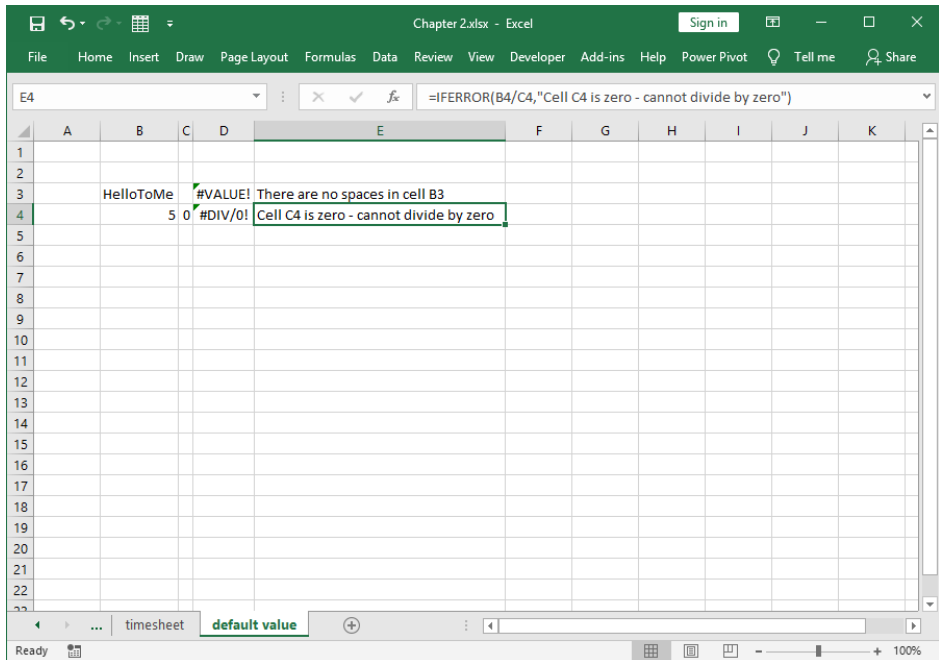 Chapter 2.xlsx - Excel Sign in
File Home Insert Draw Page Layout Formulas Data Review View Developer Add-ins Help Power Pivot Tell me Share
E4 fx =IFERROR(B4/C4,"Cell C4 is zero - cannot divide by zero")
A B C D E F G H I J K
1
2
3 HelloToMe #VALUE! There are no spaces in cell B3
4 5 0 #DIV/0! Cell C4 is zero - cannot divide by zero
5
6
7
8
9
10
11
12
13
14
15
16
17
18
19
20
21
22
... timesheet default value
Ready 100%